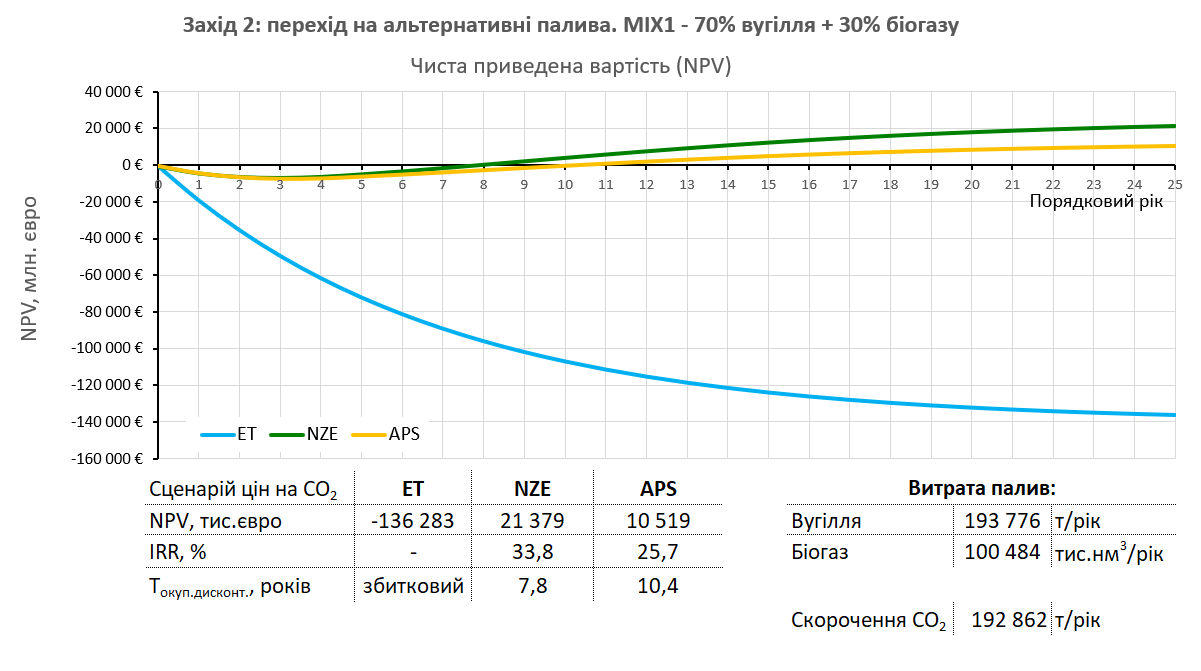 Захід 2: перехід на альтернативні палива. MIX1 - 70% вугілля + 30% біогазу
Чиста приведена вартість (NPV)
NPV, млн. євро
40 000 €
20 000 €
0 €
-20 000 €
-40 000 €
-60 000 €
-80 000 €
-100 000 €
-120 000 €
-140 000 €
-160 000 €
0 1 2 3 4 5 6 7 8 9 10 11 12 13 14 15 16 17 18 19 20 21 22 23 24 25
Порядковий рік
ET NZE APS
Сценарій цін на CO₂ ET NZE APS
NPV, тис.євро -136 283 21 379 10 519
IRR, % - 33,8 25,7
Tокуп.дисконт., років збитковий 7,8 10,4
Витрата палив:
Вугілля 193 776 т/рік
Біогаз 100 484 тис.нм³/рік
Скорочення CO₂ 192 862 т/рік